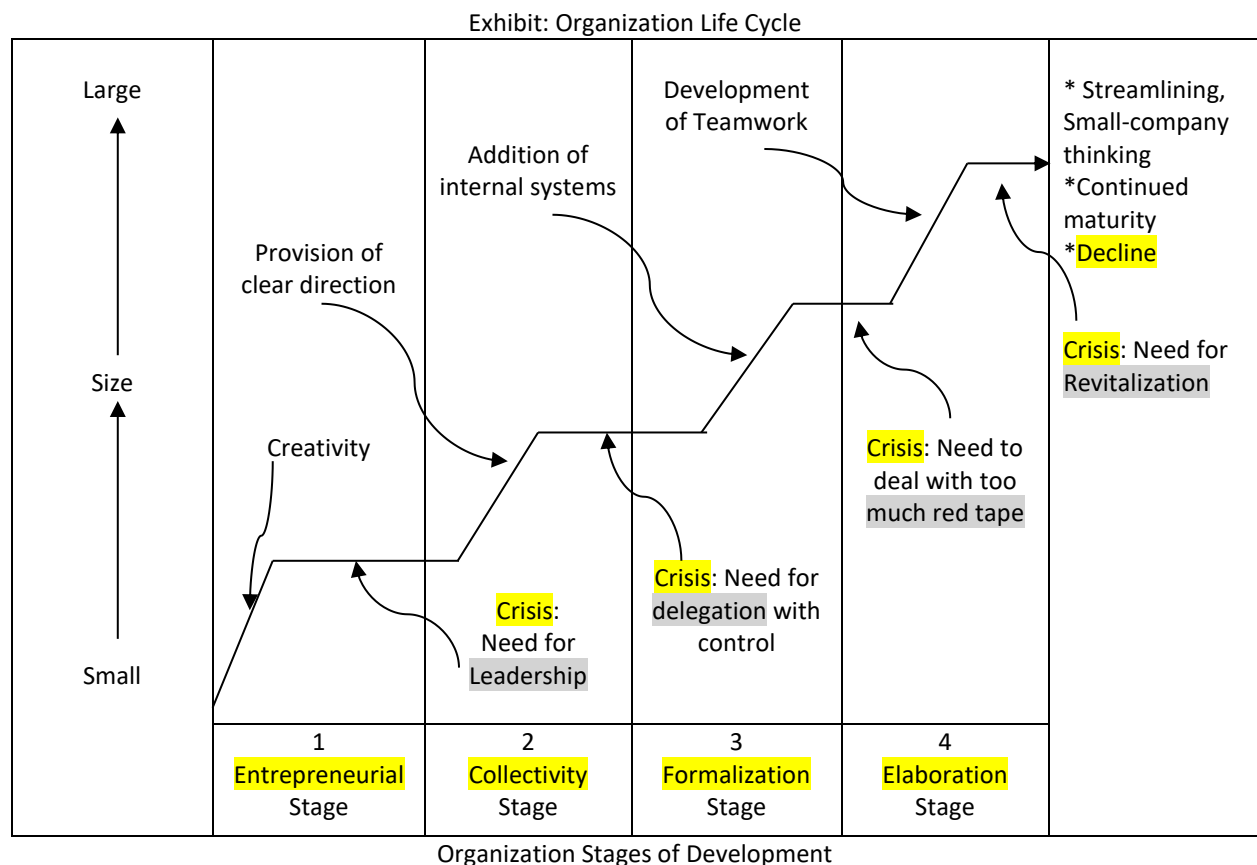 Exhibit: Organization Life Cycle
Large
Size
Small
Creativity
Provision of
clear direction
Addition of
internal systems
Development
of Teamwork
* Streamlining,
Small-company
thinking
*Continued
maturity
*Decline
Crisis:
Need for
Leadership
Crisis: Need for
delegation with
control
Crisis: Need to
deal with too
much red tape
Crisis: Need for
Revitalization
1
Entrepreneurial
Stage
2
Collectivity
Stage
3
Formalization
Stage
4
Elaboration
Stage
Organization Stages of Development